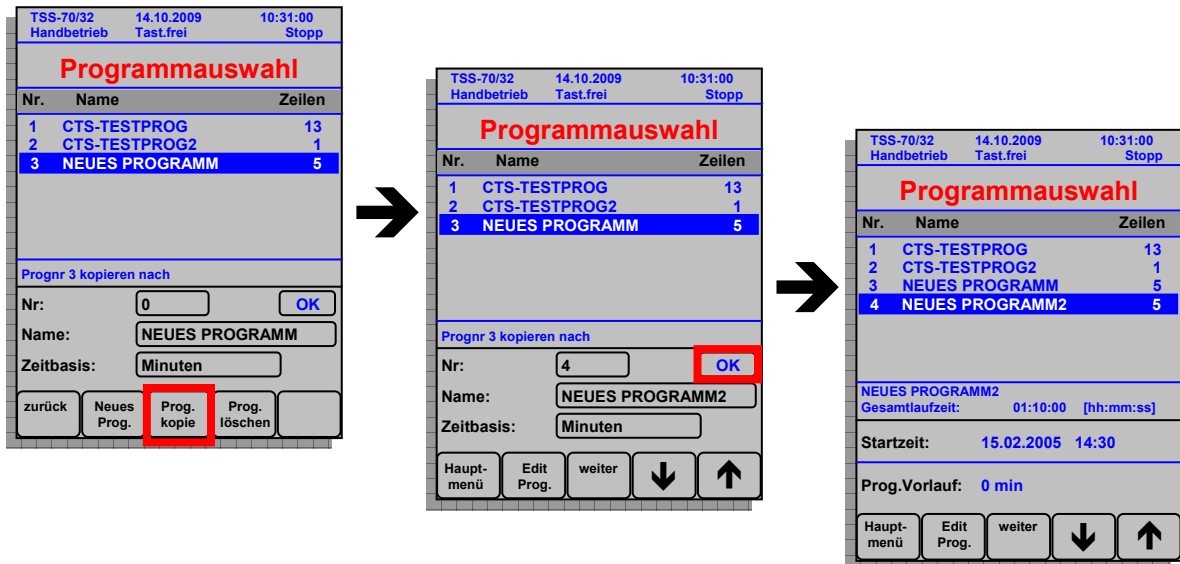 TSS-70/32 14.10.2009 10:31:00
Handbetrieb Tast.frei Stopp
Programmauswahl
Nr. Name Zeilen
1 CTS-TESTPROG 13
2 CTS-TESTPROG2 1
3 NEUES PROGRAMM 5
Prognr 3 kopieren nach
Nr: 0 OK
Name: NEUES PROGRAMM
Zeitbasis: Minuten
zurück Neues Prog. Prog.
Prog. kopie löschen
TSS-70/32 14.10.2009 10:31:00
Handbetrieb Tast.frei Stopp
Programmauswahl
Nr. Name Zeilen
1 CTS-TESTPROG 13
2 CTS-TESTPROG2 1
3 NEUES PROGRAMM 5
Prognr 3 kopieren nach
Nr: 4 OK
Name: NEUES PROGRAMM2
Zeitbasis: Minuten
Haupt- Edit weiter
menü Prog.
TSS-70/32 14.10.2009 10:31:00
Handbetrieb Tast.frei Stopp
Programmauswahl
Nr. Name Zeilen
1 CTS-TESTPROG 13
2 CTS-TESTPROG2 1
3 NEUES PROGRAMM 5
4 NEUES PROGRAMM2 5
NEUES PROGRAMM2
Gesamtlaufzeit: 01:10:00 [hh:mm:ss]
Startzeit: 15.02.2005 14:30
Prog.Vorlauf: 0 min
Haupt- Edit weiter
menü Prog.